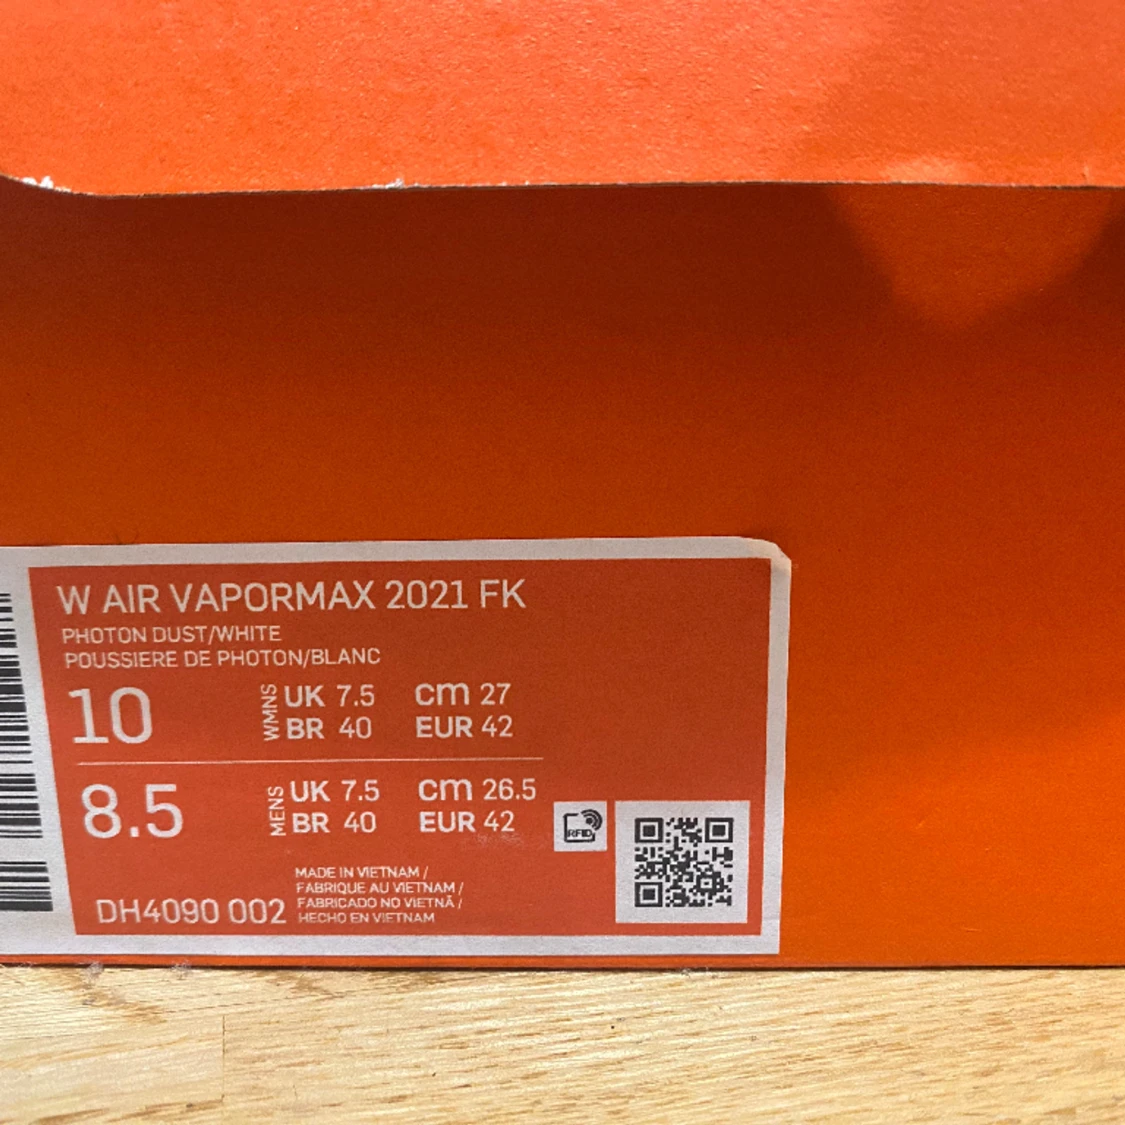 W AIR VAPORMAX 2021 FK
PHOTON DUST/WHITE
POUSSIERE DE PHOTON/BLANC
10 WMNS UK 7.5 cm 27
BR 40 EUR 42
8.5 MENS UK 7.5 cm 26.5
BR 40 EUR 42
RFID
MADE IN VIETNAM /
FABRIQUE AU VIETNAM /
FABRICADO NO VIETNÃ /
HECHO EN VIETNAM
DH4090 002